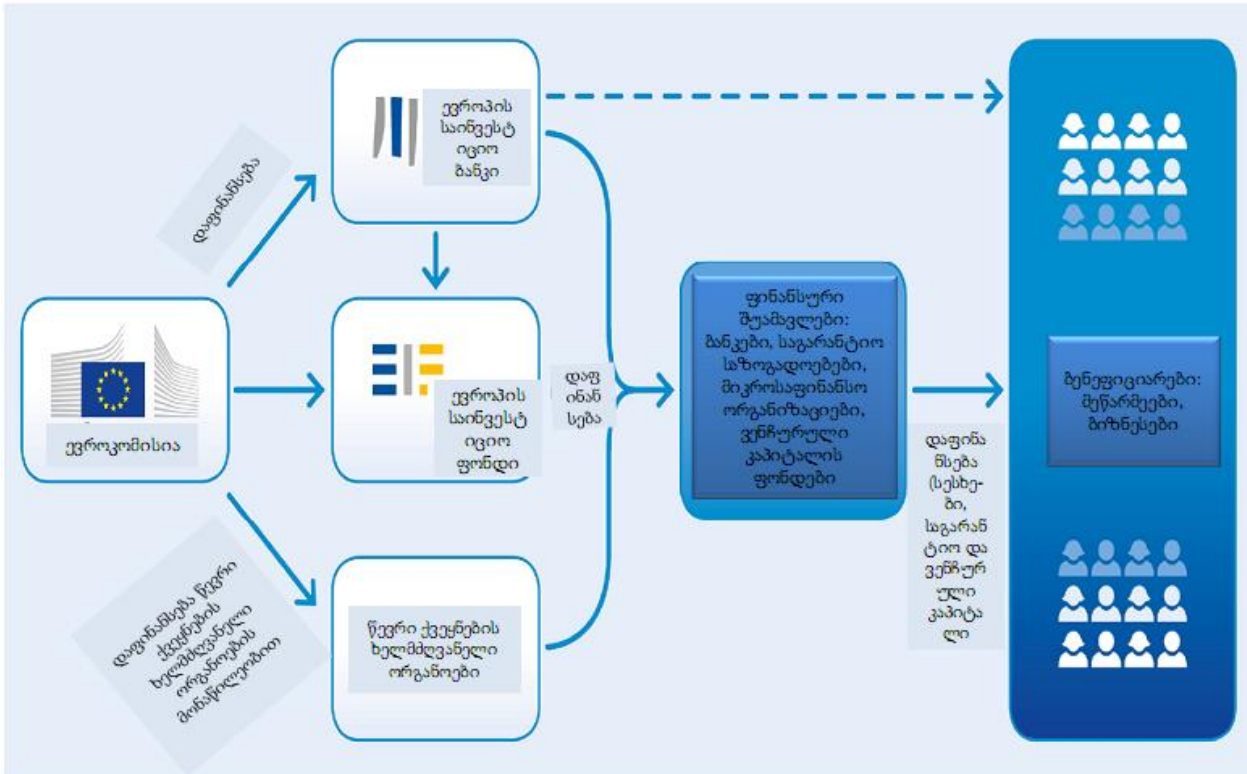 დაფინანსება
ევროპის
საინვესტ
იციო
ბანკი
ევროკომისია
ევროპის
საინვესტ
იციო
ფონდი
დაფინანსება წევრი
ქვეყნების
ხელმძღვანელი
ორგანოების
მონაწილეობით
წევრი ქვეყნების
ხელმძღვანელი
ორგანოები
დაფ
ინან
სება
ფინანსური
შუამავლები:
ბანკები, საგარანტიო
საზოგადოებები,
მიკროსაფინანსო
ორგანიზაციები,
ვენჩურული
კაპიტალის
ფონდები
დაფინა
ნსება
(სესხე-
ბი,
საგარან
ტიო და
ვენჩურ
ული
კაპიტა
ლი
ბენეფიციარები:
მეწარმეები,
ბიზნესები